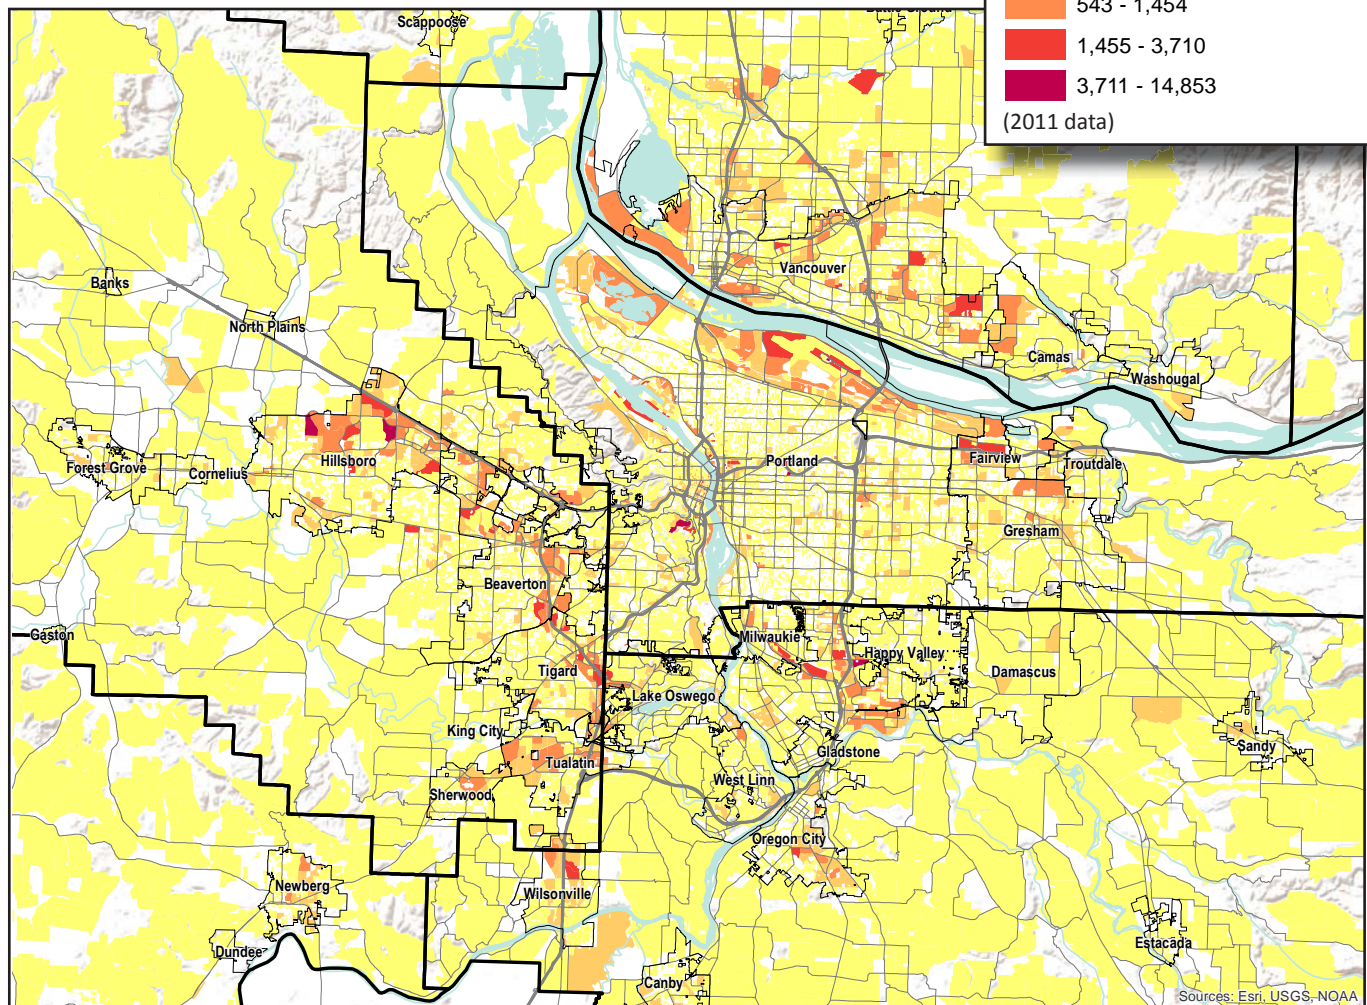 Scappoose
Battle Ground
543 - 1,454
1,455 - 3,710
3,711 - 14,853
(2011 data)
Banks
North Plains
Vancouver
Camas
Washougal
Forest Grove
Cornelius
Hillsboro
Portland
Fairview
Troutdale
Gresham
Beaverton
Gaston
Milwaukie
Happy Valley
Tigard
Damascus
Lake Oswego
King City
Gladstone
Sandy
Tualatin
West Linn
Sherwood
Oregon City
Newberg
Wilsonville
Dundee
Estacada
Canby
Sources: Esri, USGS, NOAA